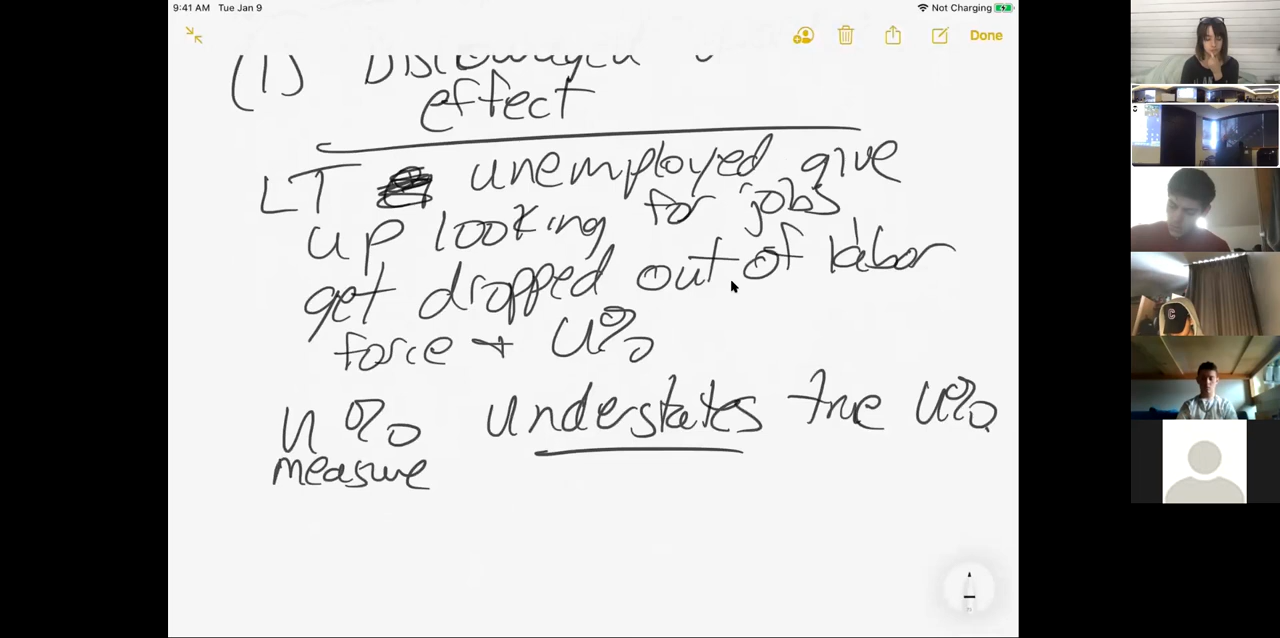 9:41 AM Tue Jan 9
Not Charging
Done
(1)
effect
LT unemployed give
up looking for jobs
get dropped out of labor
force + U%
U% understates true U%
measure
C